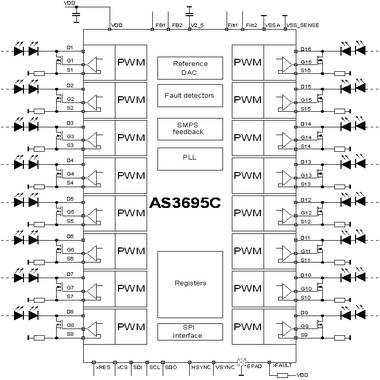 VDD
VDD
FB1
FB2
V2_5
Filt1
Filt2
VSSA
VSS_SENSE
D1
G1
S1
PWM
Reference
DAC
PWM
D16
G16
S16
D2
G2
S2
PWM
Fault detectors
PWM
D15
G15
S15
D3
G3
S3
PWM
SMPS
feedback
PWM
D14
G14
S14
D4
G4
S4
PWM
PLL
PWM
D13
G13
S13
AS3695C
D5
G5
S5
PWM
PWM
D12
G12
S12
D6
G6
S6
PWM
PWM
D11
G11
S11
D7
G7
S7
PWM
Registers
PWM
D10
G10
S10
D8
G8
S8
PWM
SPI
Interface
PWM
D9
G9
S9
xRES
xCS
SDI
SCL
SDO
HSYNC
VSYNC
EPAD
xFAULT
VDD